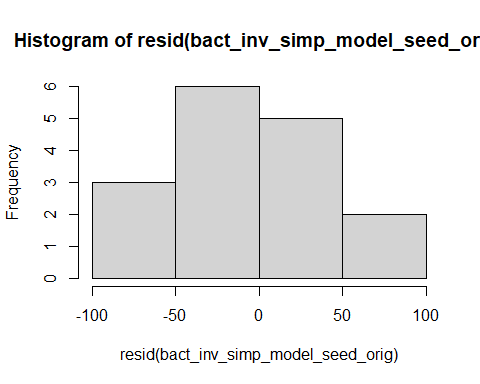 Histogram of resid(bact_inv_simp_model_seed_or
Frequency
6
5
4
3
2
1
0
-100 -50 0 50 100
resid(bact_inv_simp_model_seed_orig)